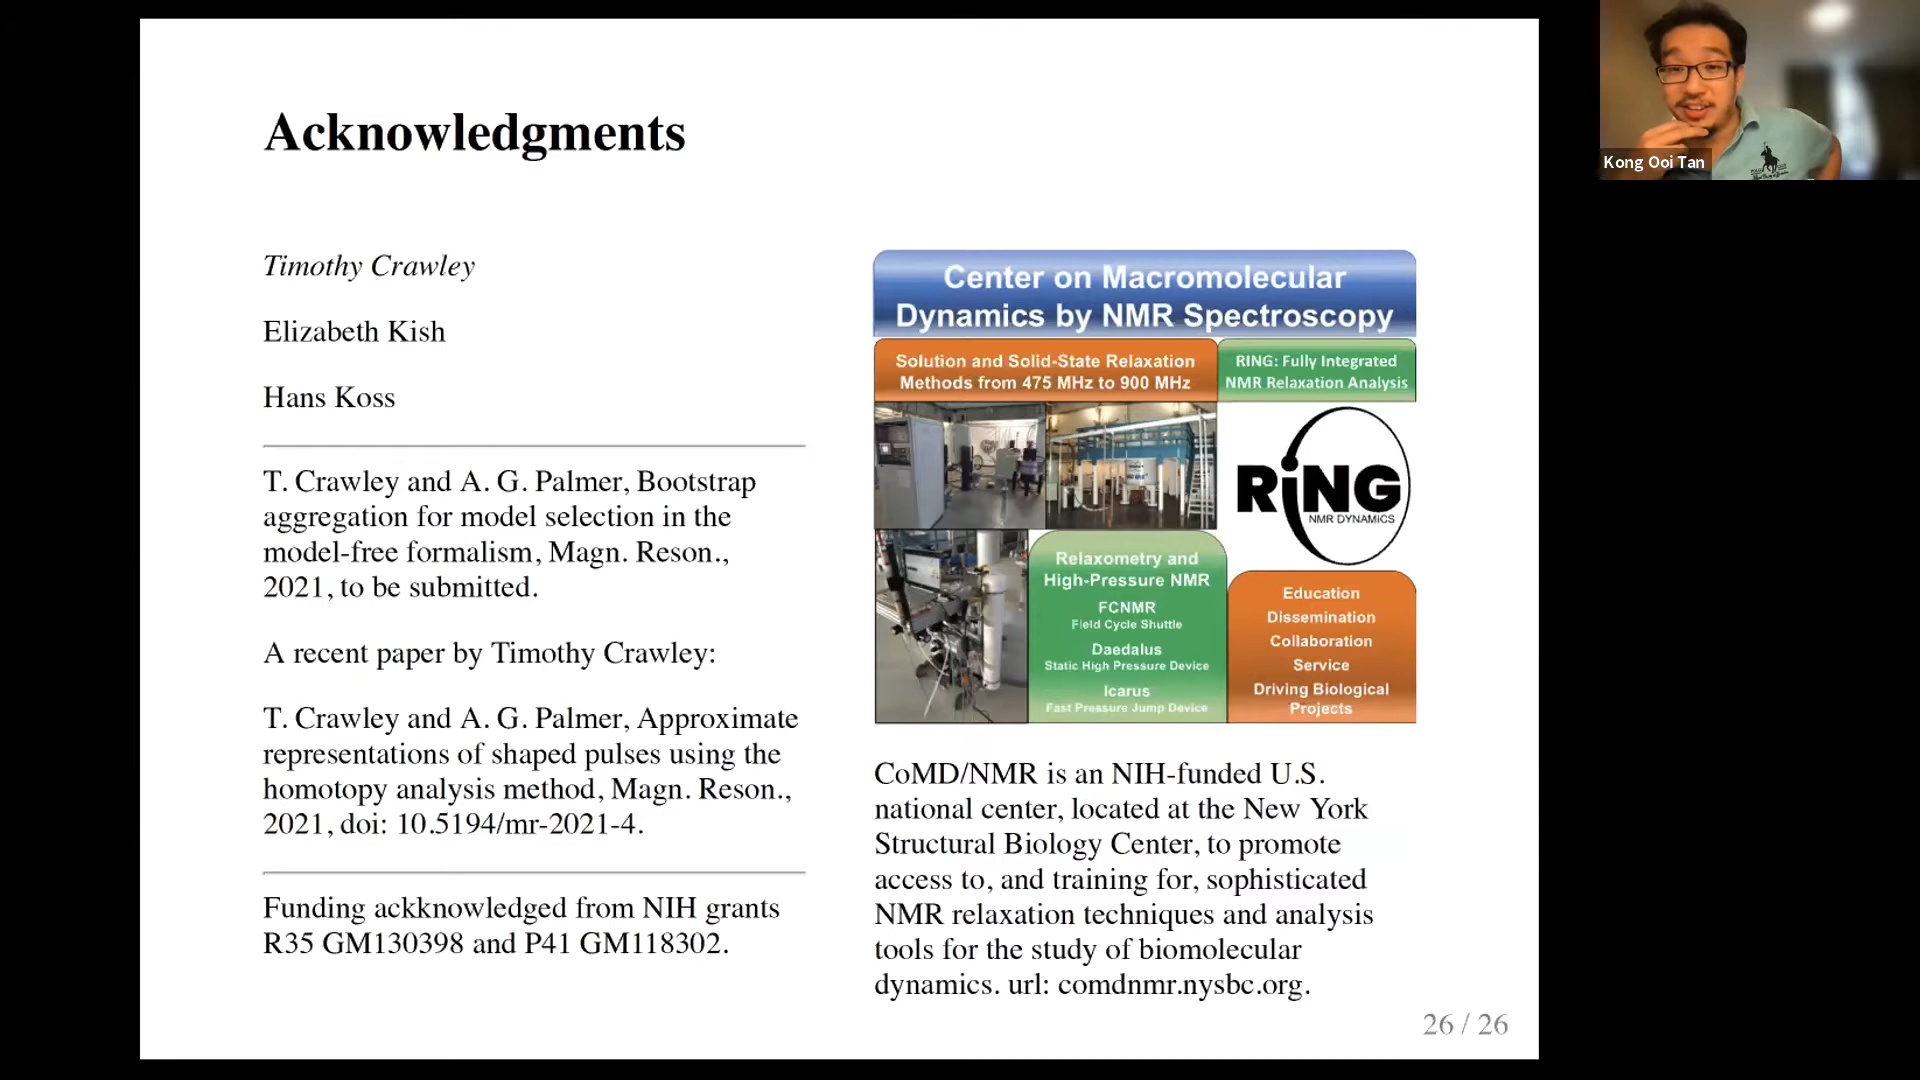 Acknowledgments
Timothy Crawley
Elizabeth Kish
Hans Koss
T. Crawley and A. G. Palmer, Bootstrap
aggregation for model selection in the
model-free formalism, Magn. Reson.,
2021, to be submitted.
A recent paper by Timothy Crawley:
T. Crawley and A. G. Palmer, Approximate
representations of shaped pulses using the
homotopy analysis method, Magn. Reson.,
2021, doi: 10.5194/mr-2021-4.
Funding ackknowledged from NIH grants
R35 GM130398 and P41 GM118302.
Center on Macromolecular
Dynamics by NMR Spectroscopy
Solution and Solid-State Relaxation
Methods from 475 MHz to 900 MHz
RING: Fully Integrated
NMR Relaxation Analysis
RiNG
NMR DYNAMICS
Relaxometry and
High-Pressure NMR
FCNMR
Field Cycle Shuttle
Daedalus
Static High Pressure Device
Icarus
Fast Pressure Jump Device
Education
Dissemination
Collaboration
Service
Driving Biological
Projects
CoMD/NMR is an NIH-funded U.S.
national center, located at the New York
Structural Biology Center, to promote
access to, and training for, sophisticated
NMR relaxation techniques and analysis
tools for the study of biomolecular
dynamics. url: comdnmr.nysbc.org.
26 / 26
Kong Ooi Tan